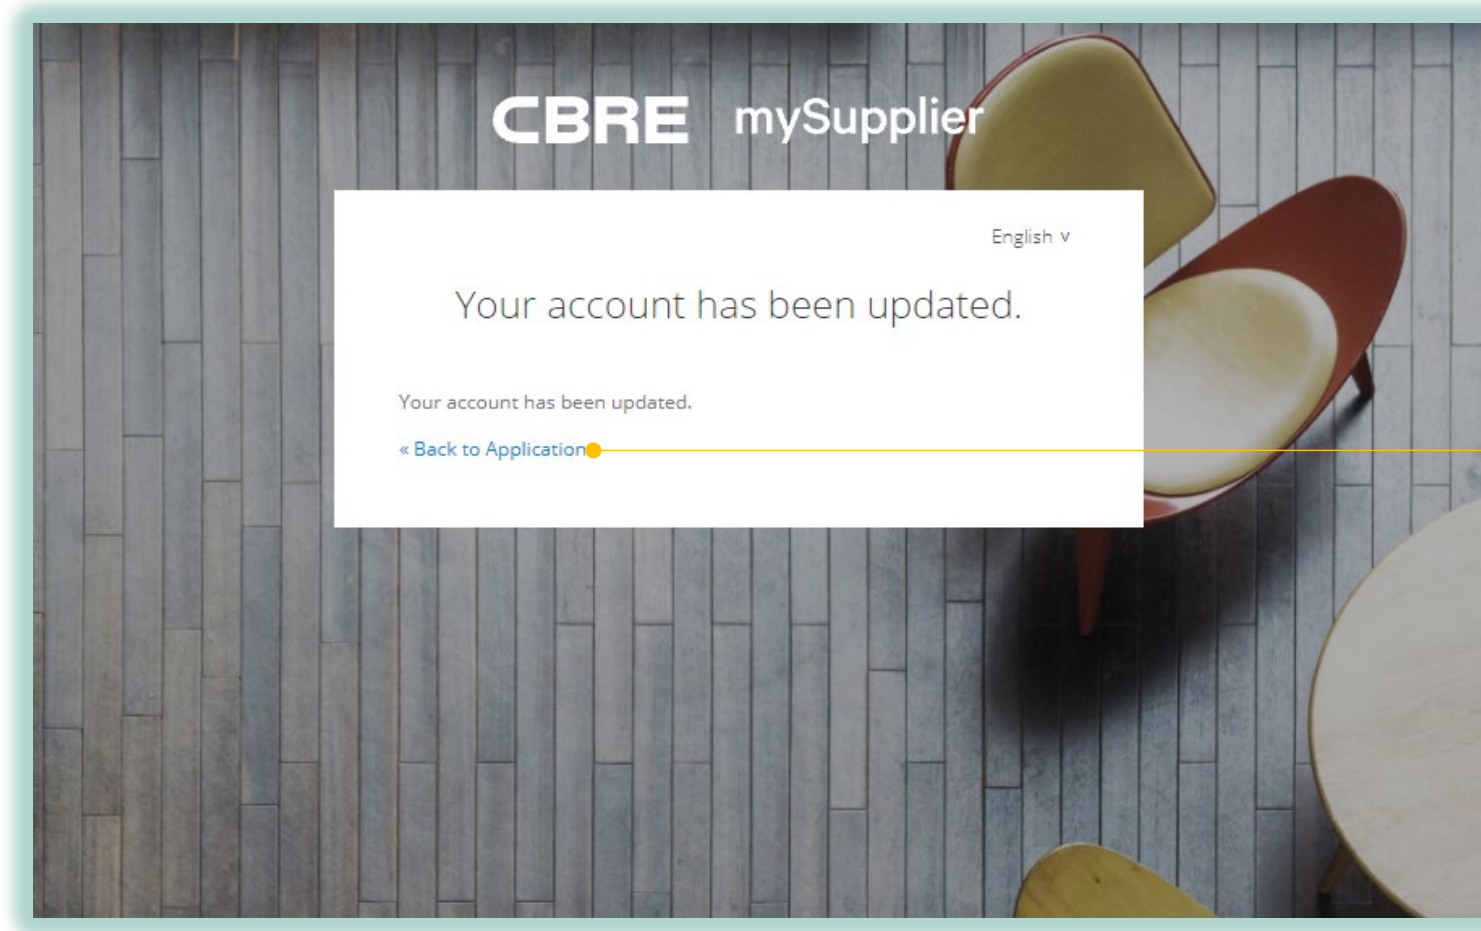 CBRE mySupplier
English v
Your account has been updated.
Your account has been updated.
« Back to Application